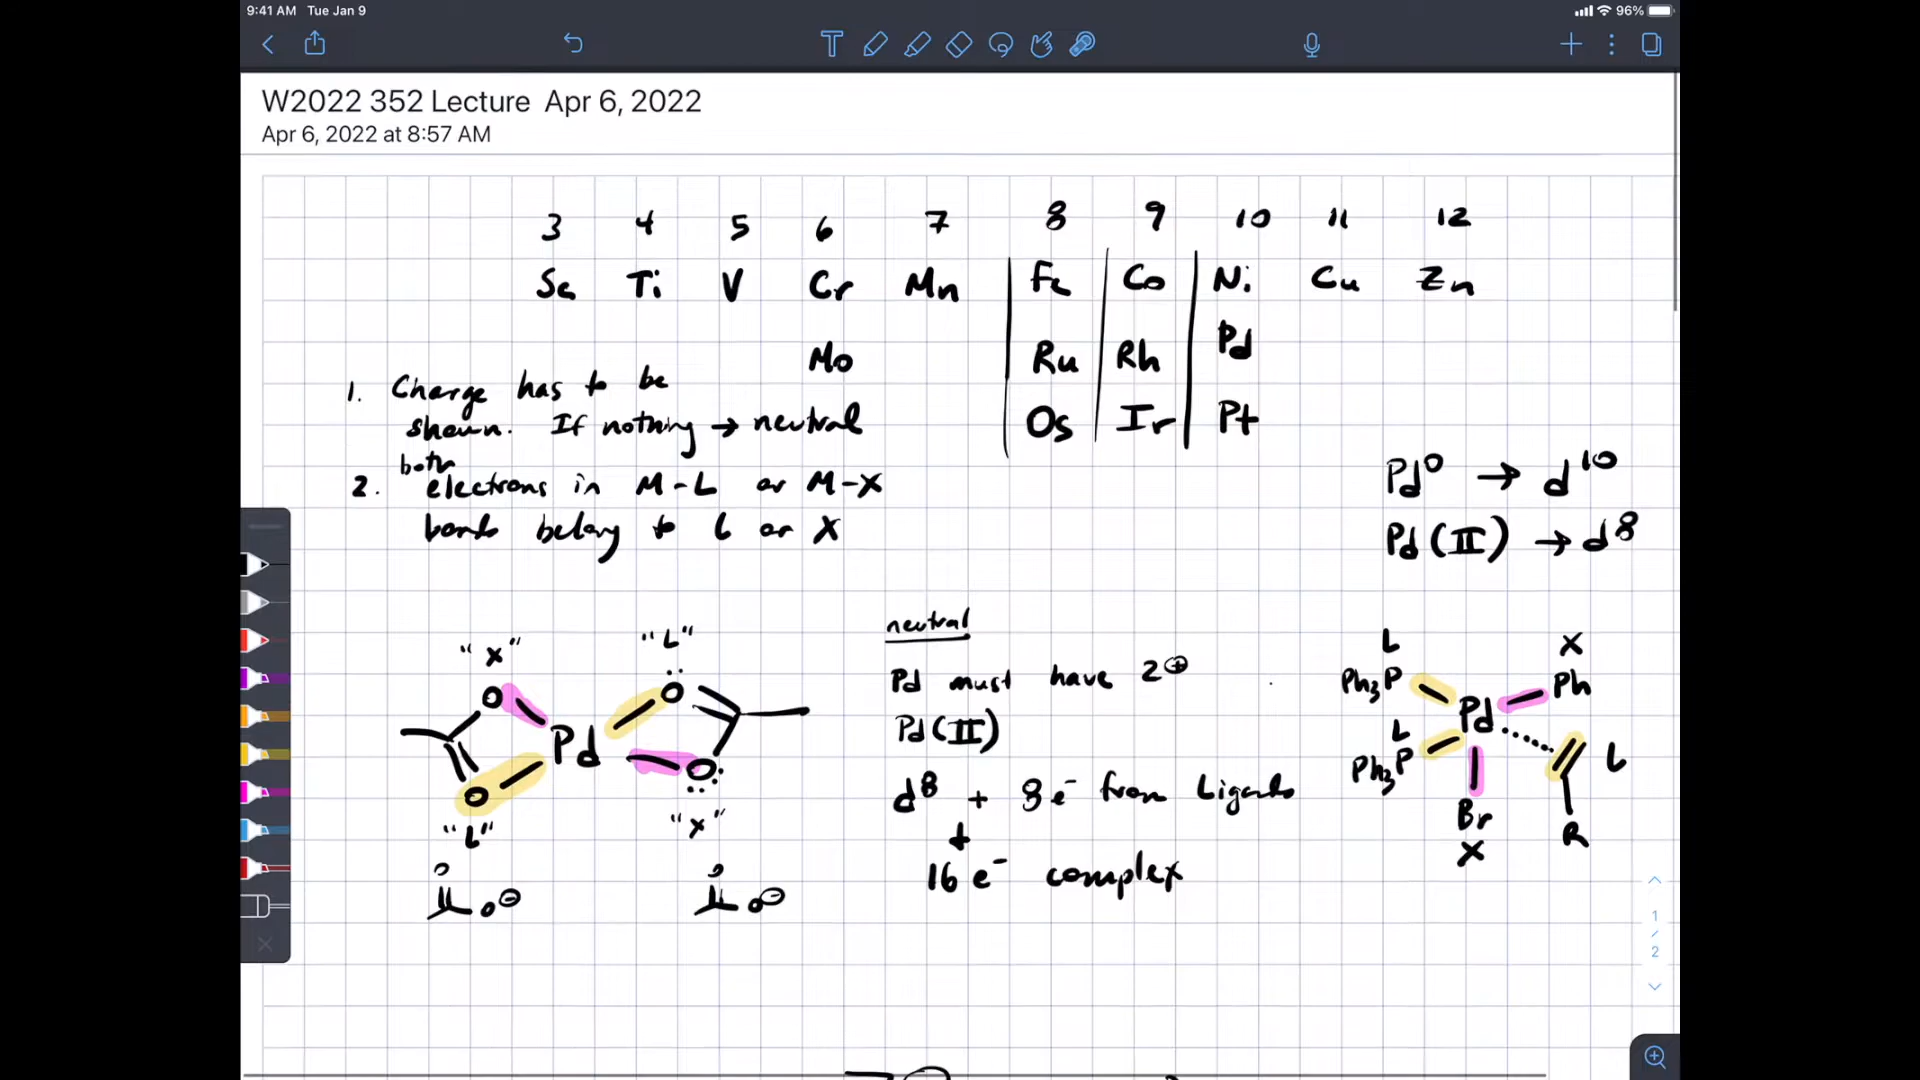 9:41 AM Tue Jan 9
96%
T
W2022 352 Lecture Apr 6, 2022
Apr 6, 2022 at 8:57 AM
3 4 5 6 7 8 9 10 11 12
Sc Ti V Cr Mn Fe Co Ni Cu Zn
Mo Ru Rh Pd
Os Ir Pt
1. Charge has to be
shown. If nothing → neutral
2. both electrons in M-L or M-X
bonds belong to L or X
Pd⁰ → d¹⁰
Pd(II) → d⁸
"X" "L"
O Pd O
O O
"L" "X"
O O⊖
O O⊖
neutral
Pd must have 2⊕
Pd(II)
d⁸ + 8e⁻ from Ligands
↓
16 e⁻ complex
L X
Ph₃P Ph
L Pd
Ph₃P L
Br R
X
1
/
2